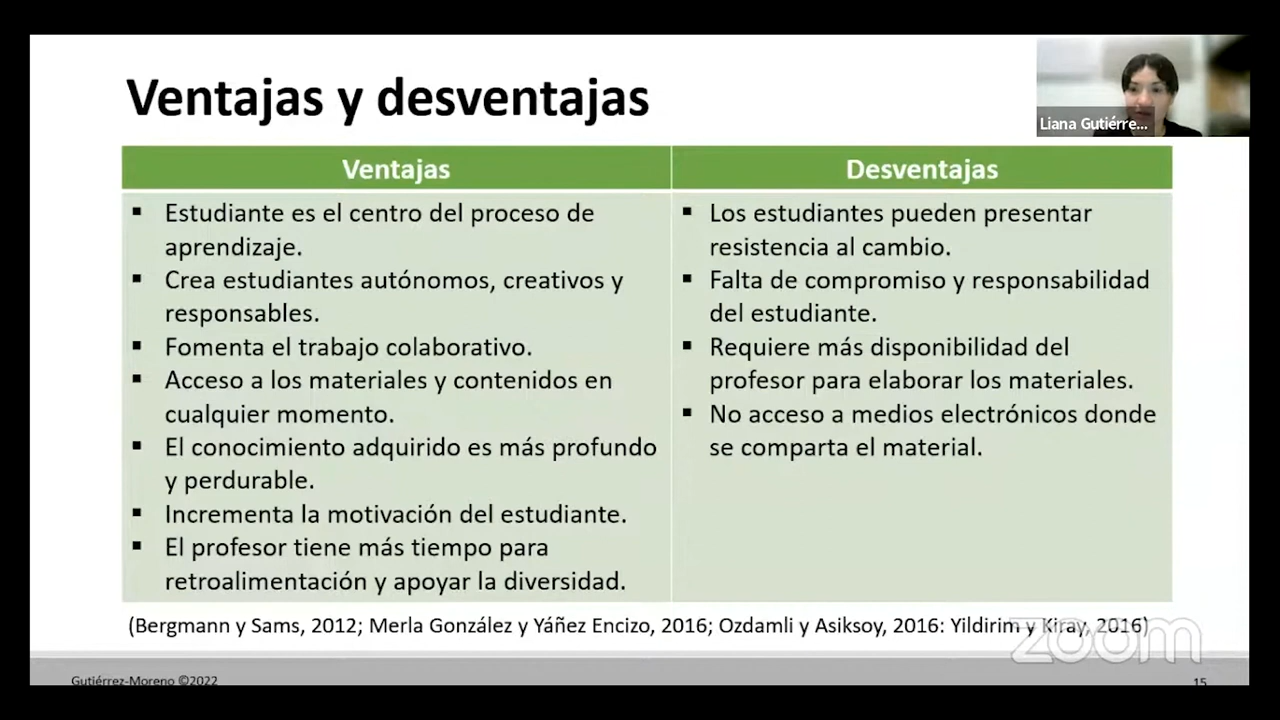 Ventajas y desventajas
Liana Gutiérre...
Ventajas
Estudiante es el centro del proceso de
aprendizaje.
Crea estudiantes autónomos, creativos y
responsables.
Fomenta el trabajo colaborativo.
Acceso a los materiales y contenidos en
cualquier momento.
El conocimiento adquirido es más profundo
y perdurable.
Incrementa la motivación del estudiante.
El profesor tiene más tiempo para
retroalimentación y apoyar la diversidad.
Desventajas
Los estudiantes pueden presentar
resistencia al cambio.
Falta de compromiso y responsabilidad
del estudiante.
Requiere más disponibilidad del
profesor para elaborar los materiales.
No acceso a medios electrónicos donde
se comparta el material.
(Bergmann y Sams, 2012; Merla González y Yáñez Encizo, 2016; Ozdamli y Asiksoy, 2016: Yildirim y Kiray, 2016)
zoom
Gutiérrez-Moreno ©2022
15